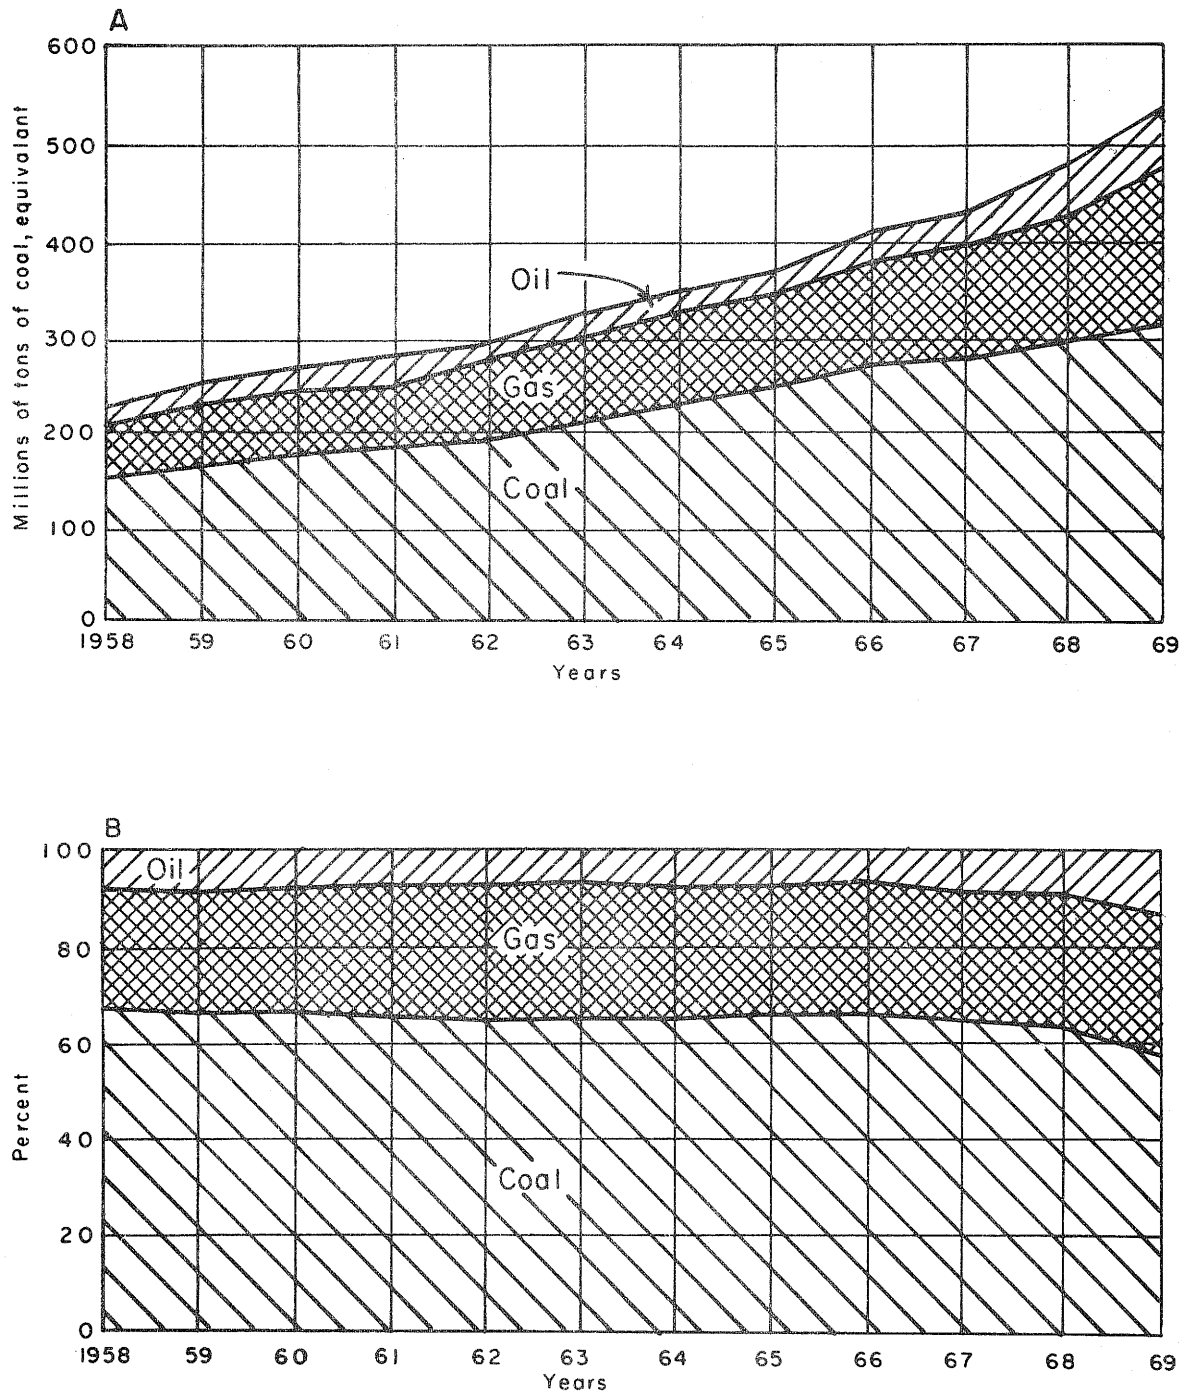 A
600
500
400
300
200
100
0
Millions of tons of coal, equivalant
Oil
Gas
Coal
1958 59 60 61 62 63 64 65 66 67 68 69
Years
B
100
80
60
40
20
0
Percent
Oil
Gas
Coal
1958 59 60 61 62 63 64 65 66 67 68 69
Years